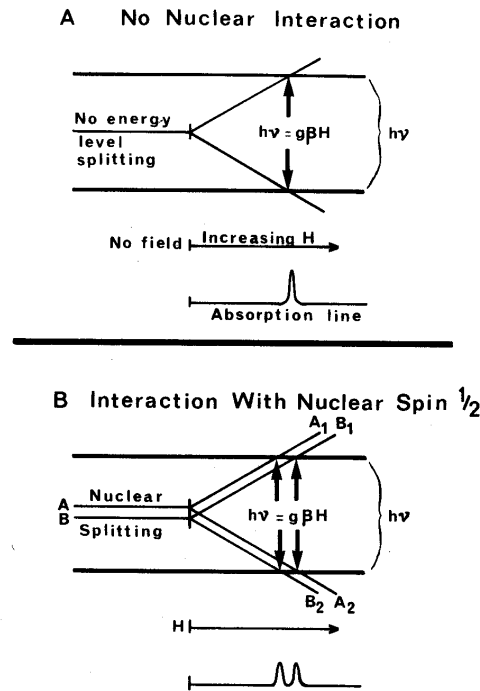 A No Nuclear Interaction
No energy
level
splitting
hν = gβH
hν
No field
Increasing H
Absorption line
B Interaction With Nuclear Spin 1/2
A1 B1
A
B
Nuclear
Splitting
hν = gβH
hν
B2 A2
H